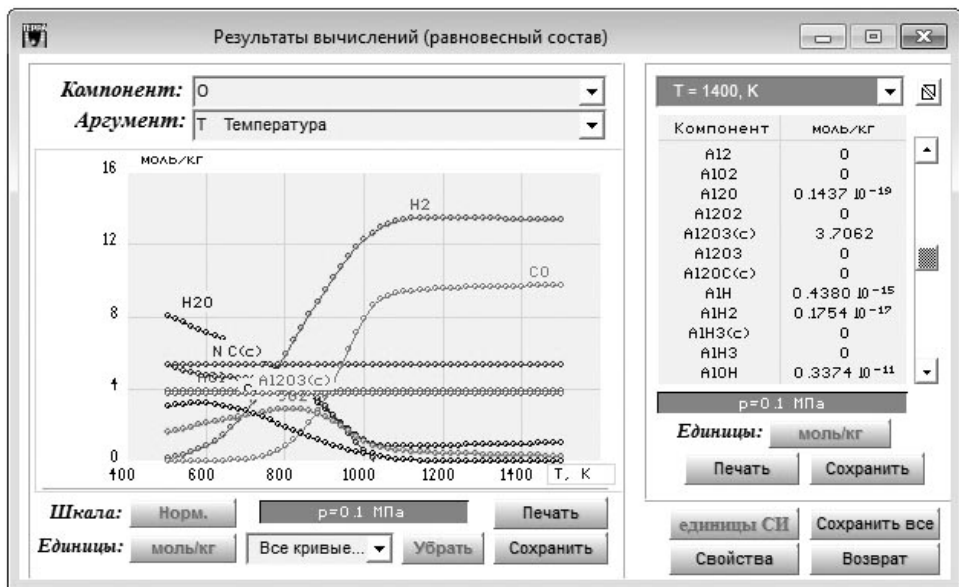 Результаты вычислений (равновесный состав)
Компонент: O
Аргумент: T Температура
моль/кг
16
12
8
4
0
400 600 800 1000 1200 1400 T, K
H2
CO
H2O
N C(c)
Al2O3(c)
C
Шкала: Норм. p=0.1 МПа Печать
Единицы: моль/кг Все кривые... Убрать Сохранить
T = 1400, K
Компонент моль/кг
Al2 0
AlO2 0
Al2O 0.1437 10⁻¹⁹
Al2O2 0
Al2O3(c) 3.7062
Al2O3 0
Al2OC(c) 0
AlH 0.4380 10⁻¹⁵
AlH2 0.1754 10⁻¹⁷
AlH3(c) 0
AlH3 0
AlOH 0.3374 10⁻¹¹
p=0.1 МПа
Единицы: моль/кг
Печать Сохранить
единицы СИ Сохранить все
Свойства Возврат